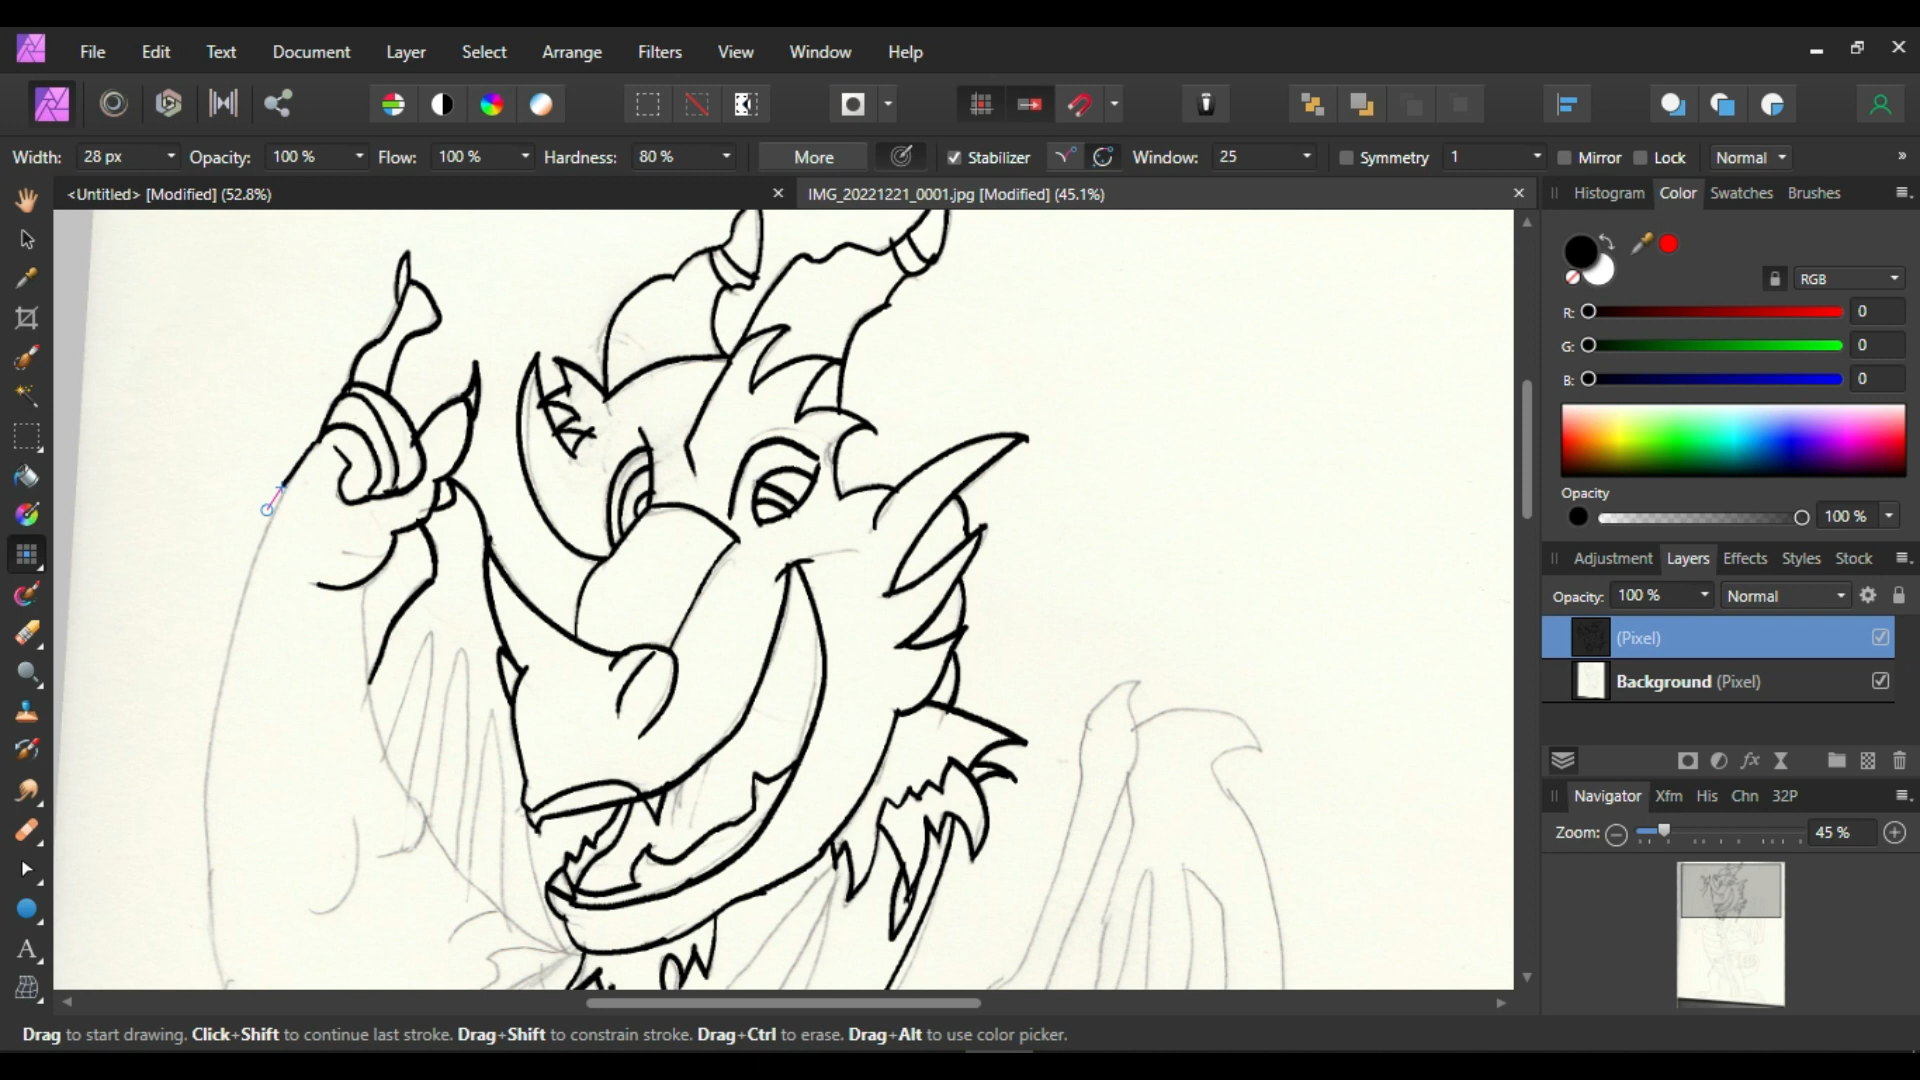 File Edit Text Document Layer Select Arrange Filters View Window Help
Width: 28 px Opacity: 100 % Flow: 100 % Hardness: 80 % More Stabilizer Window: 25 Symmetry 1 Mirror Lock Normal »
<Untitled> [Modified] (52.8%) IMG_20221221_0001.jpg [Modified] (45.1%)
Histogram Color Swatches Brushes
RGB
R: 0
G: 0
B: 0
Opacity
100 %
Adjustment Layers Effects Styles Stock
Opacity: 100 % Normal
(Pixel)
Background (Pixel)
fx
Navigator Xfm His Chn 32P
Zoom: 45 %
A
Drag to start drawing. Click+Shift to continue last stroke. Drag+Shift to constrain stroke. Drag+Ctrl to erase. Drag+Alt to use color picker.